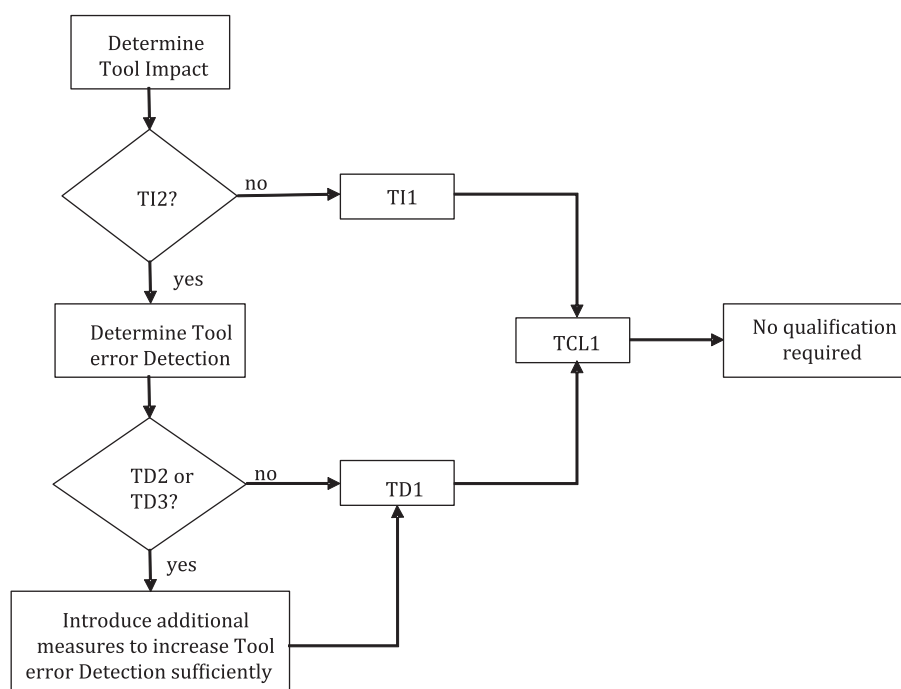 Determine
Tool Impact
TI2?
no
TI1
yes
Determine Tool
error Detection
TCL1
No qualification
required
TD2 or
TD3?
no
TD1
yes
Introduce additional
measures to increase Tool
error Detection sufficiently